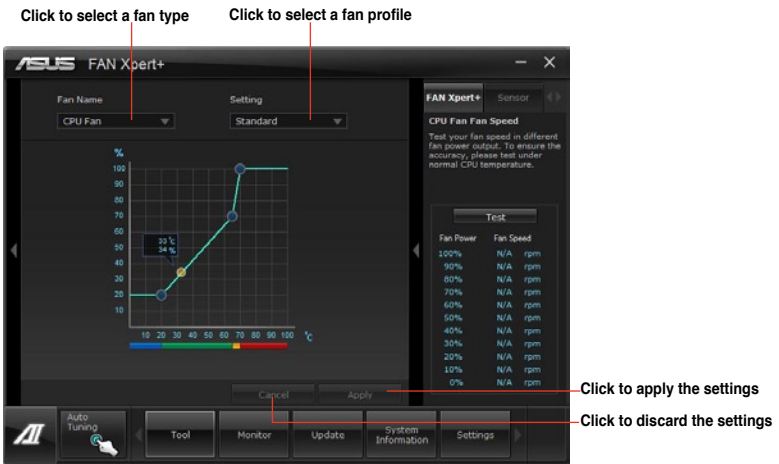 Click to select a fan type
Click to select a fan profile
ASUS FAN Xpert+
Fan Name
Setting
CPU Fan
Standard
%
100
90
80
70
60
50
40
30
20
10
33 °C
34 %
10 20 30 40 50 60 70 80 90 100 °C
FAN Xpert+ Sensor
CPU Fan Fan Speed
Test your fan speed in different
fan power output. To ensure the
accuracy, please test under
normal CPU temperature.
Test
Fan Power Fan Speed
100% N/A rpm
90% N/A rpm
80% N/A rpm
70% N/A rpm
60% N/A rpm
50% N/A rpm
40% N/A rpm
30% N/A rpm
20% N/A rpm
10% N/A rpm
0% N/A rpm
Cancel
Apply
Click to apply the settings
Click to discard the settings
AI
Auto
Tuning
Tool
Monitor
Update
System
Information
Settings